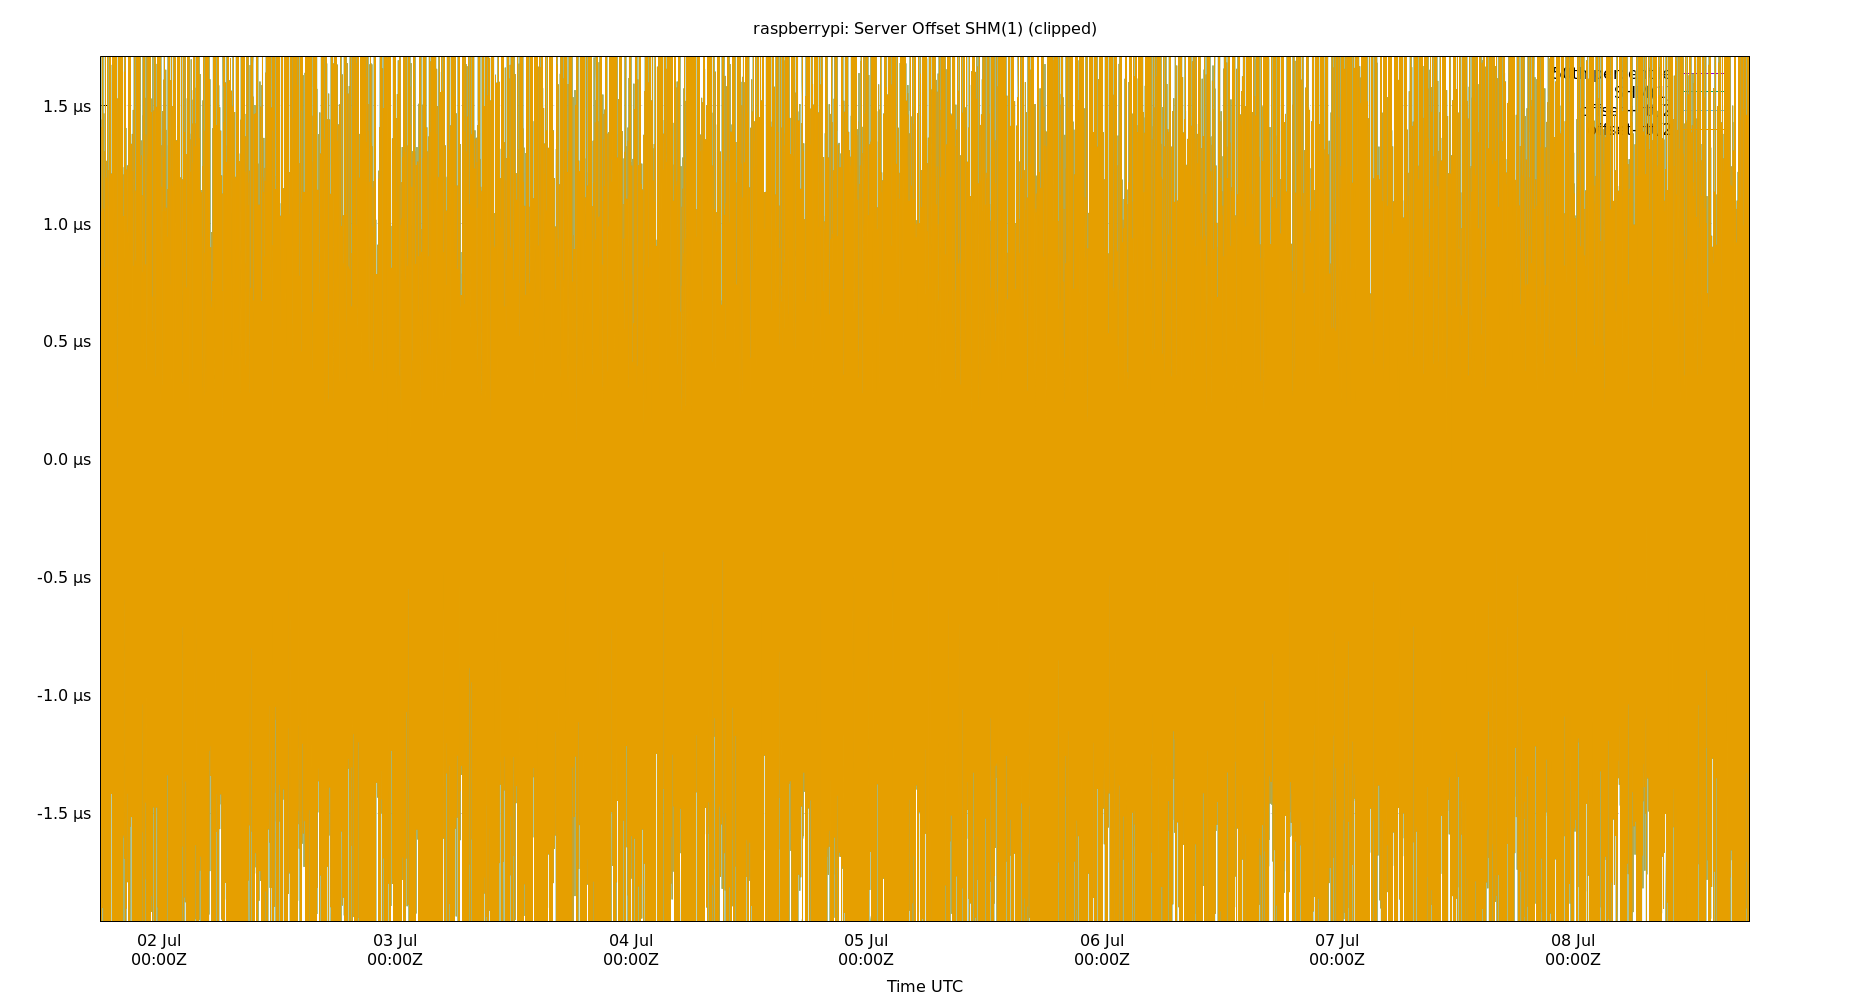 raspberrypi: Server Offset SHM(1) (clipped)
1.5 µs
1.0 µs
0.5 µs
0.0 µs
-0.5 µs
-1.0 µs
-1.5 µs
02 Jul 03 Jul 04 Jul 05 Jul 06 Jul 07 Jul 08 Jul
00:00Z 00:00Z 00:00Z 00:00Z 00:00Z 00:00Z 00:00Z
Time UTC